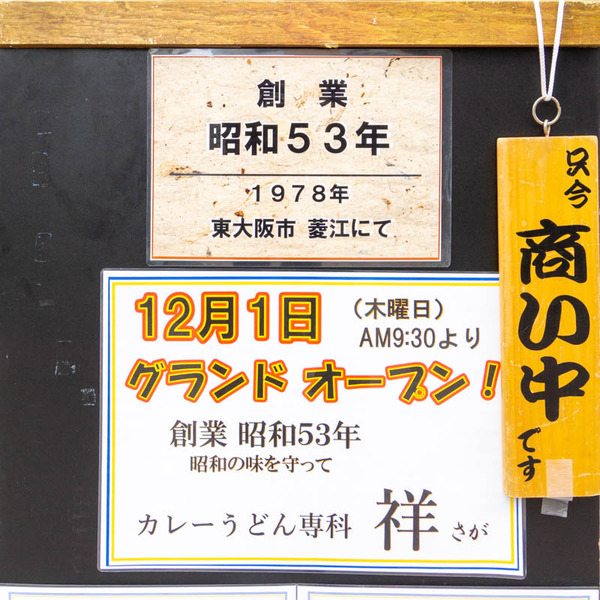 創業
昭和53年
1978年
東大阪市 菱江にて
12月1日
（木曜日）
AM9:30より
グランド オープン！
創業 昭和53年
昭和の味を守って
カレーうどん専科 祥 さが
只今
商い中
です